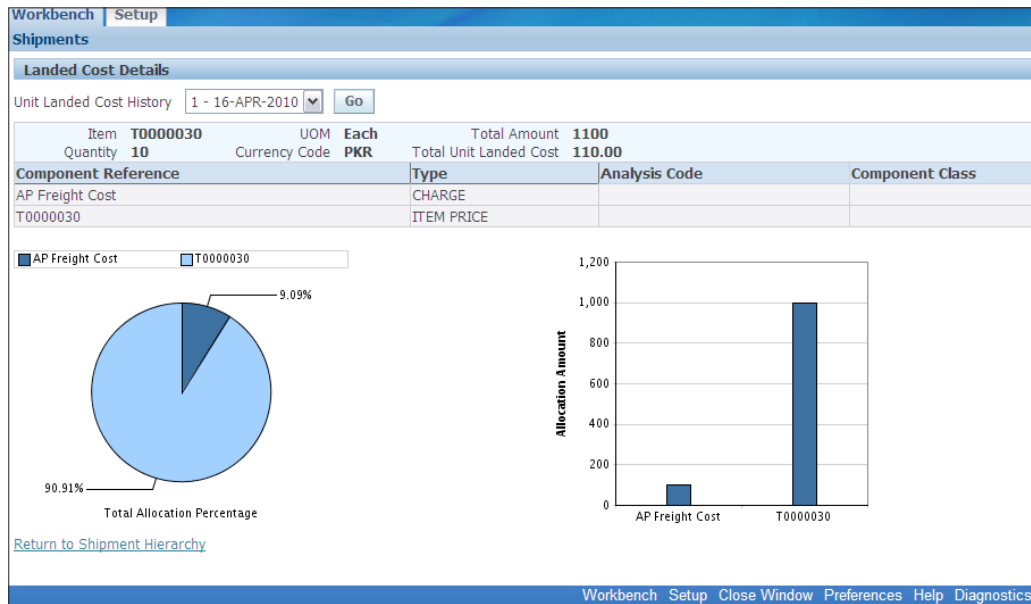 Workbench Setup
Shipments
Landed Cost Details
Unit Landed Cost History 1 - 16-APR-2010 Go
Item T0000030 UOM Each Total Amount 1100
Quantity 10 Currency Code PKR Total Unit Landed Cost 110.00
Component Reference Type Analysis Code Component Class
AP Freight Cost CHARGE
T0000030 ITEM PRICE
AP Freight Cost T0000030
9.09%
90.91%
Total Allocation Percentage
1,200
1,000
800
600
400
200
0
Allocation Amount
AP Freight Cost T0000030
Return to Shipment Hierarchy
Workbench Setup Close Window Preferences Help Diagnostics